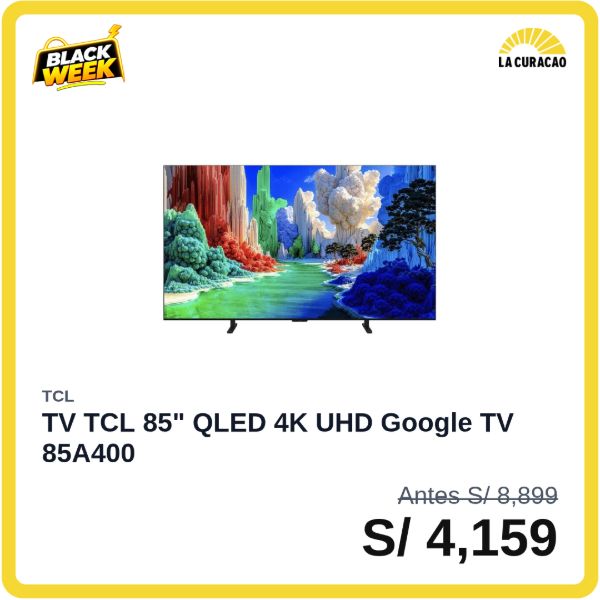 BLACK
WEEK
LA CURACAO
TCL
TV TCL 85" QLED 4K UHD Google TV
85A400
Antes S/ 8,899
S/ 4,159